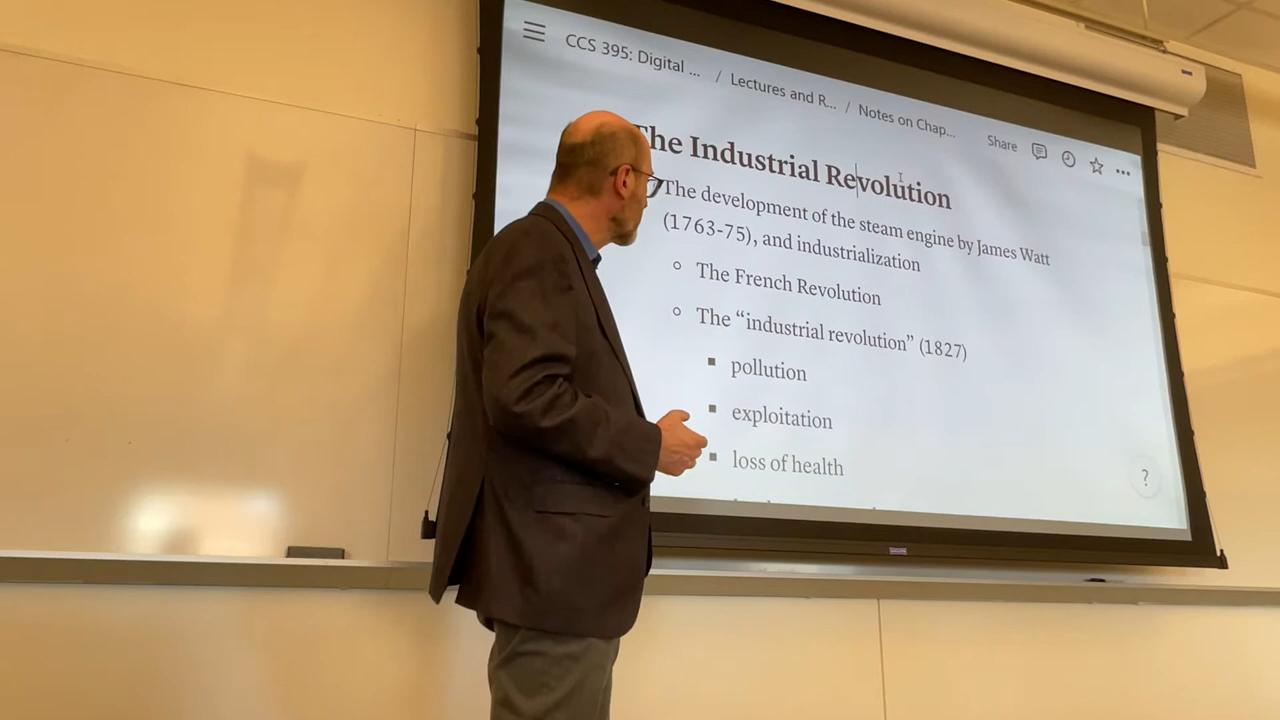 CCS 395: Digital ... / Lectures and R... / Notes on Chap...
Share
The Industrial Revolution
The development of the steam engine by James Watt
(1763-75), and industrialization
The French Revolution
The “industrial revolution” (1827)
pollution
exploitation
loss of health
?